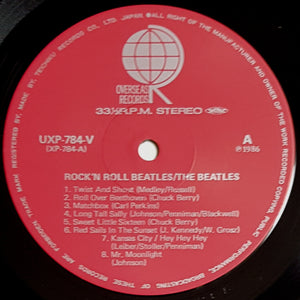 MADE BY TEICHIKU RECORDS CO., LTD. JAPAN ALL RIGHT OF THE MANUFACTURER AND OWNER OF THE
R
OVERSEAS
RECORDS
33⅓R.P.M. STEREO
UXP-784-V
(XP-784-A)
A
Ⓟ1986
ROCK'N ROLL BEATLES/THE BEATLES
1. Twist And Shout (Medley/Russell)
2. Roll Over Beethoven (Chuck Berry)
3. Matchbox (Carl Perkins)
4. Long Tall Sally (Johnson/Penniman/Blackwell)
5. Sweet Little Sixteen (Chuck Berry)
6. Red Sails In The Sunset (J. Kennedy/W. Grosz)
7. Kansas City / Hey Hey Hey
(Leiber/Stoller/Penniman)
8. Mr. Moonlight
(Johnson)